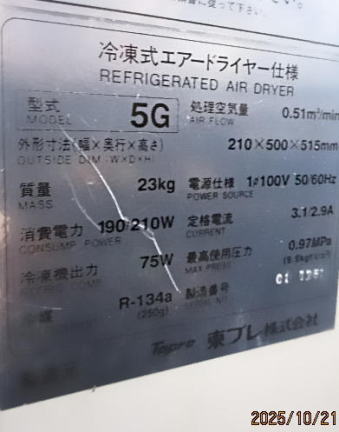 冷凍式エアードライヤー仕様
REFRIGERATED AIR DRYER
型式 MODEL 5G 処理空気量 AIR FLOW 0.51m³/min
外形寸法(幅×奥行×高さ) OUTSIDE DIM (W×D×H) 210×500×515mm
質量 MASS 23kg 電源仕様 POWER SOURCE 1φ100V 50/60Hz
消費電力 CONSUMP. POWER 190/210W 定格電流 CURRENT 3.1/2.9A
冷凍機出力 75W 最高使用圧力 MAX.PRESS 0.97MPa
冷媒 R-134a (250g) 製造番号
東プレ株式会社
2025/10/21